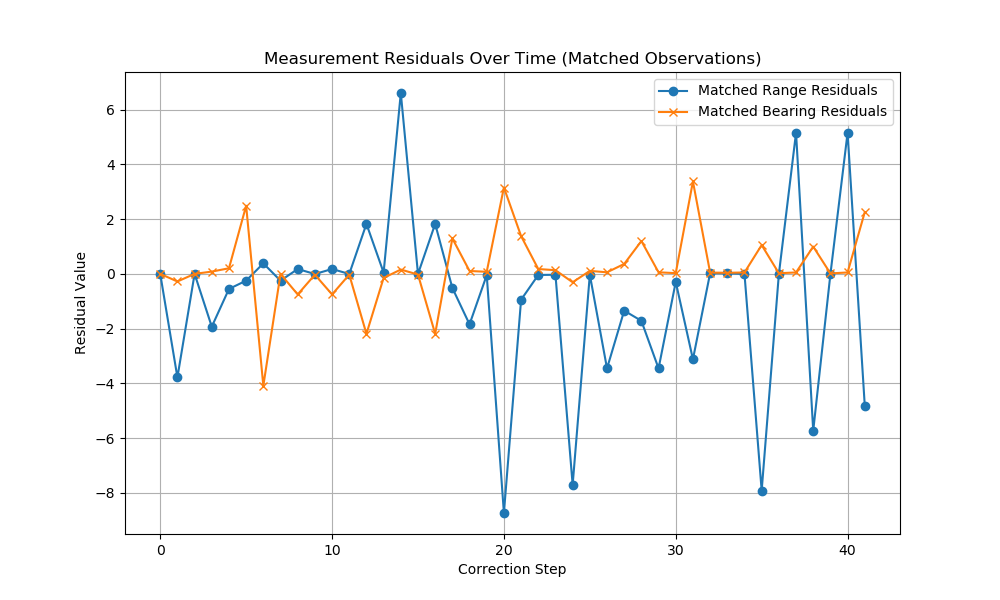 Measurement Residuals Over Time (Matched Observations)
Matched Range Residuals
Matched Bearing Residuals
Residual Value
6
4
2
0
−2
−4
−6
−8
0 10 20 30 40
Correction Step